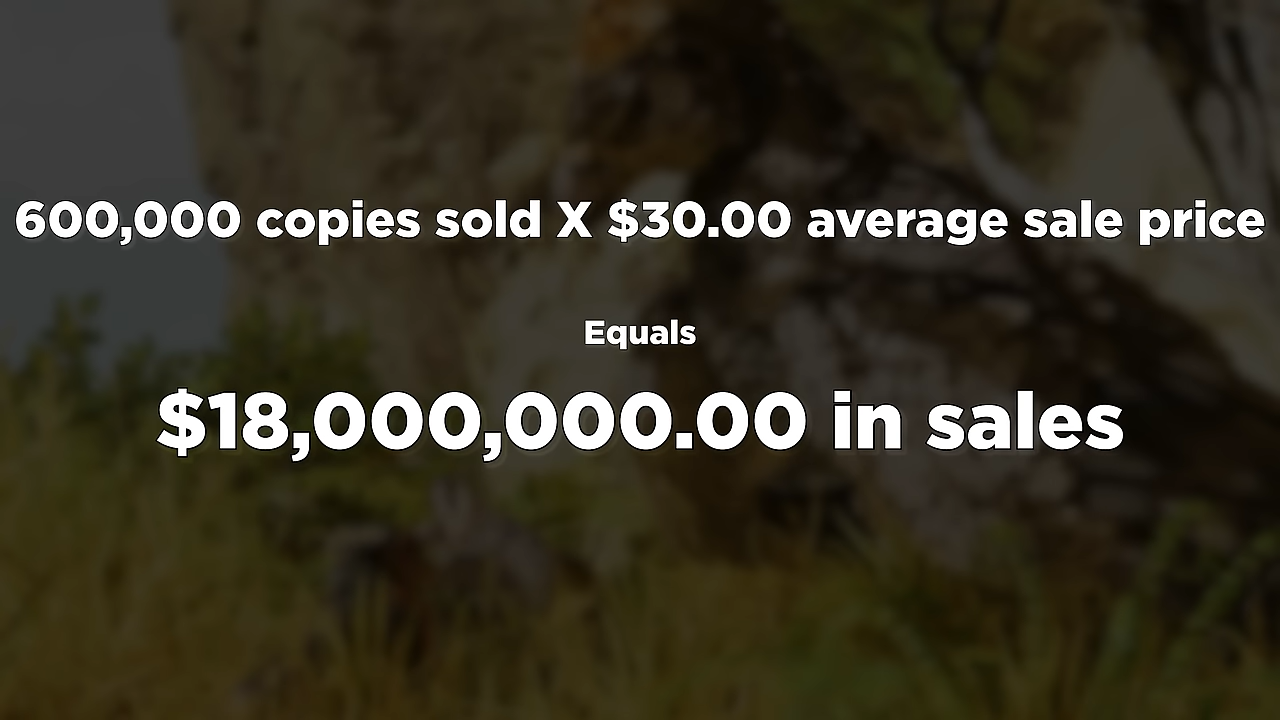 600,000 copies sold X $30.00 average sale price
Equals
$18,000,000.00 in sales